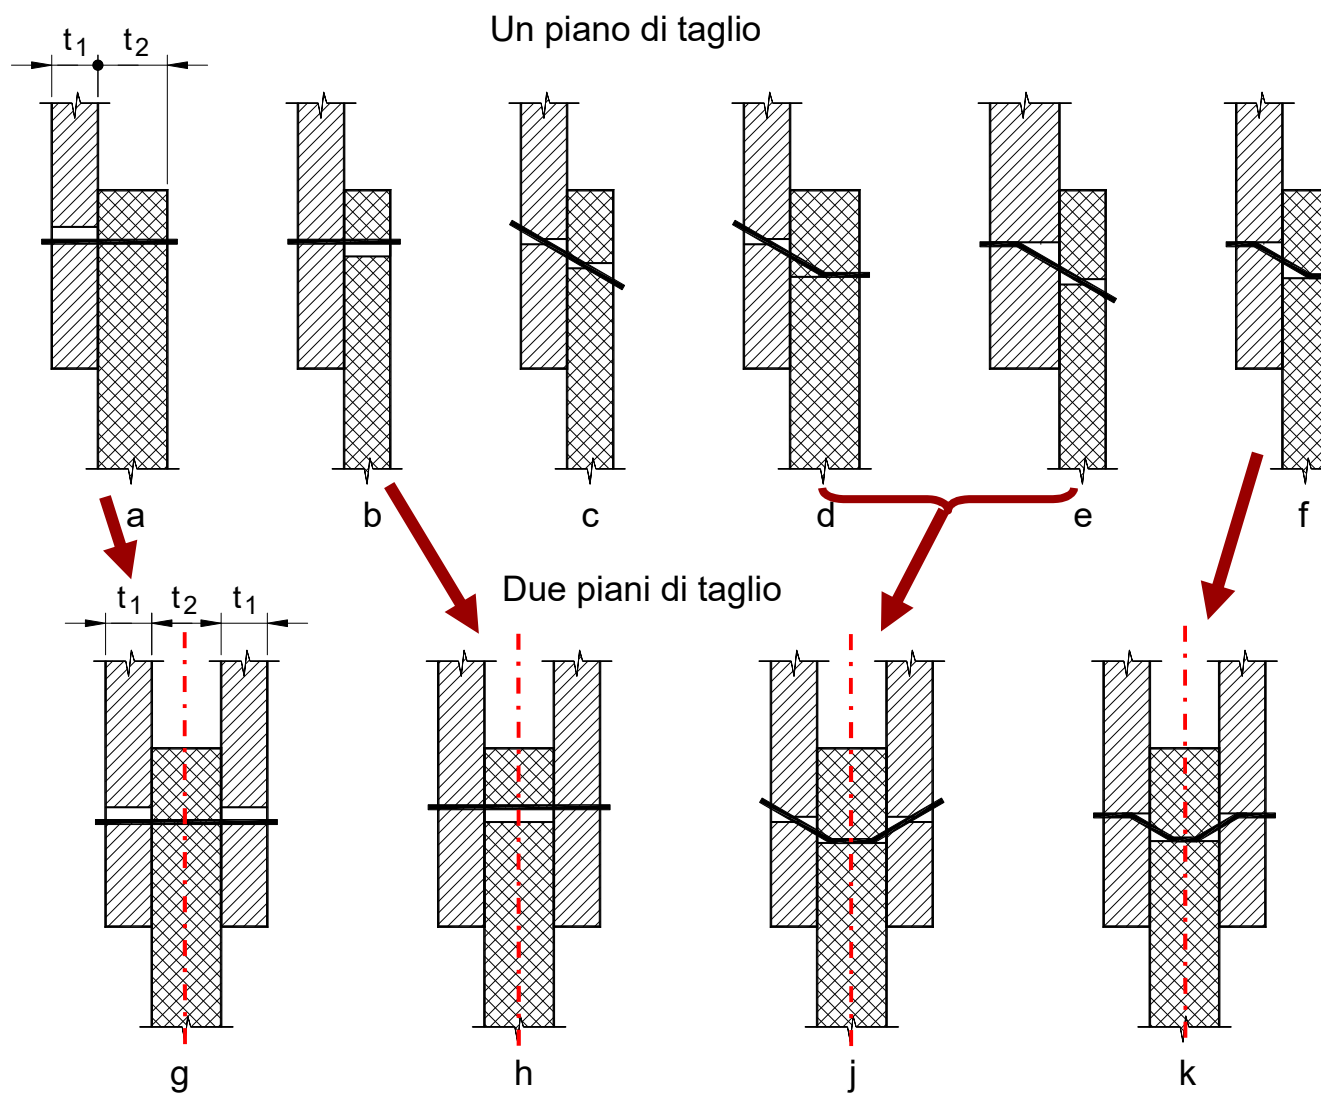 Un piano di taglio
t1 t2
a b c d e f
Due piani di taglio
t1 t2 t1
g h j k